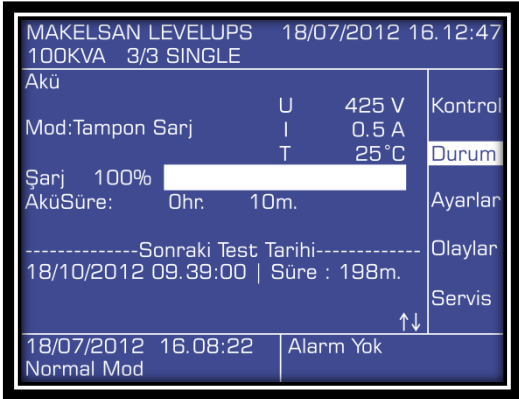 MAKELSAN LEVELUPS 18/07/2012 16.12:47
100KVA 3/3 SINGLE
Akü
U 425 V
Mod:Tampon Sarj I 0.5 A
T 25°C
Şarj 100%
AküSüre: 0hr. 10m.
--------------Sonraki Test Tarihi-------------
18/10/2012 09.39:00 | Süre : 198m.
↑↓
Kontrol
Durum
Ayarlar
Olaylar
Servis
18/07/2012 16.08:22 Alarm Yok
Normal Mod